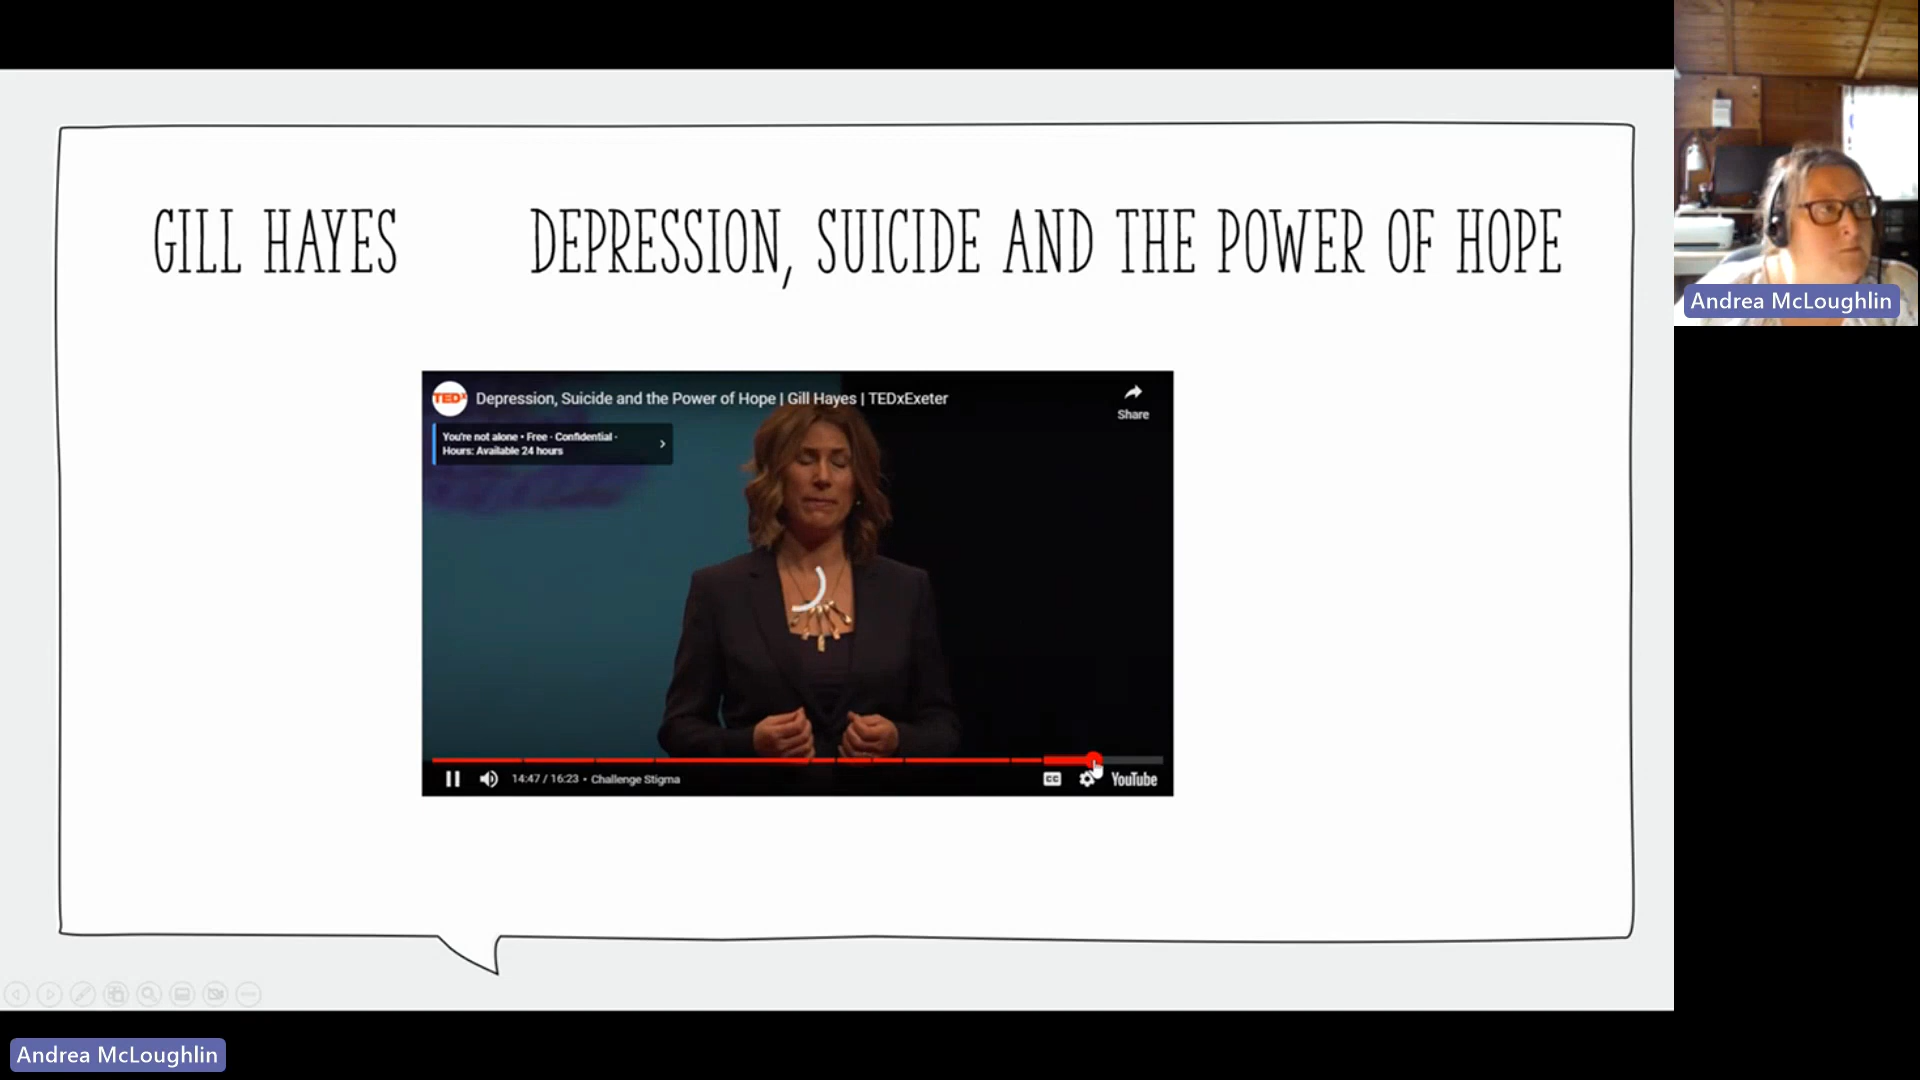 GILL HAYES DEPRESSION, SUICIDE AND THE POWER OF HOPE
TEDx
Depression, Suicide and the Power of Hope | Gill Hayes | TEDxExeter
Share
You're not alone • Free · Confidential ·
Hours: Available 24 hours
14:47 / 16:23 • Challenge Stigma
CC
YouTube
Andrea McLoughlin
Andrea McLoughlin